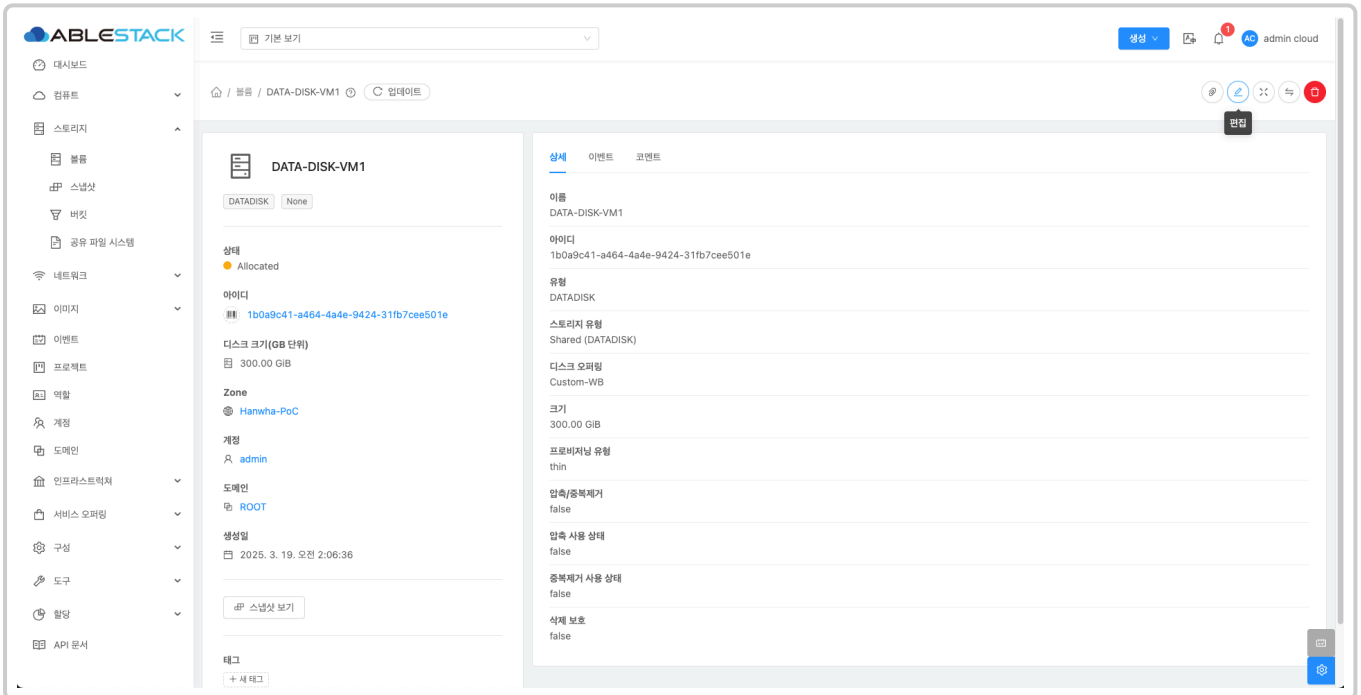 ABLESTACK
기본 보기
생성
1
AC
admin cloud
대시보드
컴퓨트
스토리지
볼륨
스냅샷
버킷
공유 파일 시스템
네트워크
이미지
이벤트
프로젝트
역할
계정
도메인
인프라스트럭쳐
서비스 오퍼링
구성
도구
할당
API 문서
/ 볼륨 / DATA-DISK-VM1
업데이트
편집
DATA-DISK-VM1
DATADISK
None
상태
Allocated
아이디
1b0a9c41-a464-4a4e-9424-31fb7cee501e
디스크 크기(GB 단위)
300.00 GiB
Zone
Hanwha-PoC
계정
admin
도메인
ROOT
생성일
2025. 3. 19. 오전 2:06:36
스냅샷 보기
태그
+ 새 태그
상세
이벤트
코멘트
이름
DATA-DISK-VM1
아이디
1b0a9c41-a464-4a4e-9424-31fb7cee501e
유형
DATADISK
스토리지 유형
Shared (DATADISK)
디스크 오퍼링
Custom-WB
크기
300.00 GiB
프로비저닝 유형
thin
압축/중복제거
false
압축 사용 상태
false
중복제거 사용 상태
false
삭제 보호
false